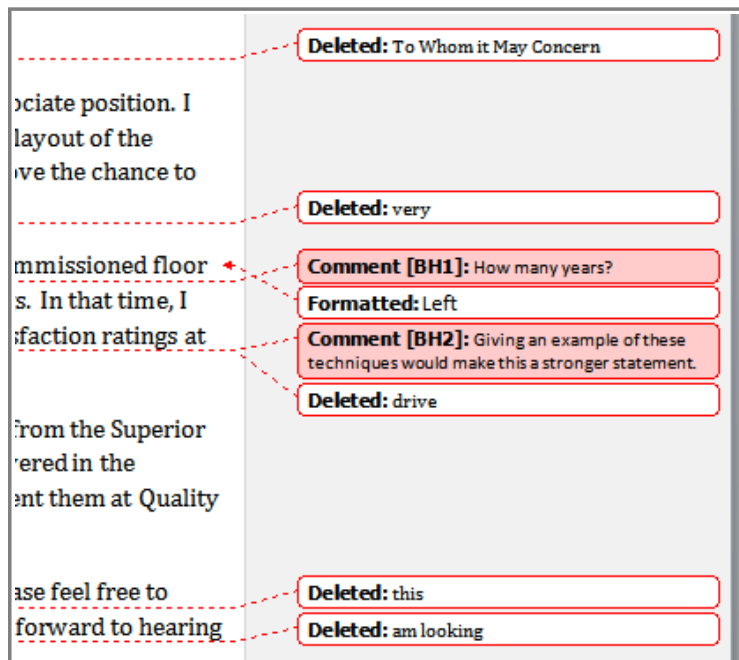 Deleted: To Whom it May Concern
ociate position. I
layout of the
ove the chance to
Deleted: very
mmissioned floor
Comment [BH1]: How many years?
s. In that time, I
Formatted: Left
sfaction ratings at
Comment [BH2]: Giving an example of these
techniques would make this a stronger statement.
Deleted: drive
from the Superior
vered in the
ent them at Quality
ase feel free to
Deleted: this
forward to hearing
Deleted: am looking